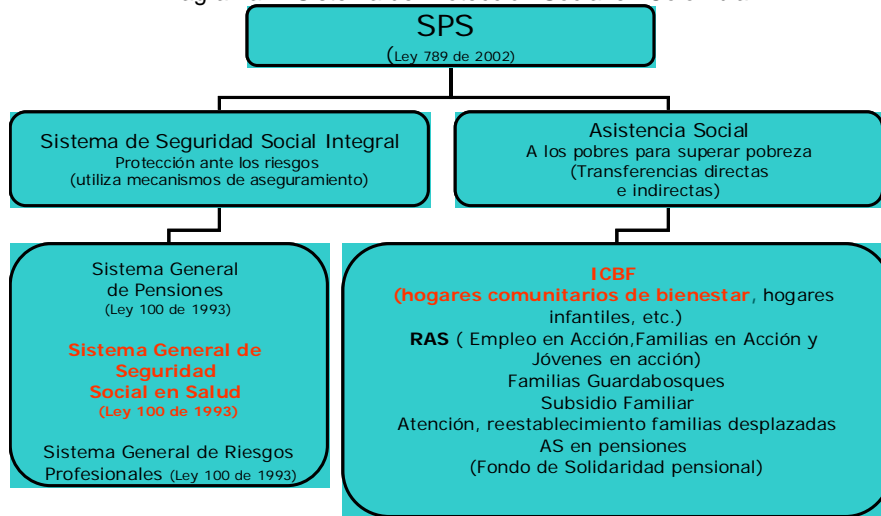 SPS
(Ley 789 de 2002)
Sistema de Seguridad Social Integral
Protección ante los riesgos
(utiliza mecanismos de aseguramiento)
Asistencia Social
A los pobres para superar pobreza
(Transferencias directas
e indirectas)
Sistema General
de Pensiones
(Ley 100 de 1993)
Sistema General de
Seguridad
Social en Salud
(Ley 100 de 1993)
Sistema General de Riesgos
Profesionales (Ley 100 de 1993)
ICBF
(hogares comunitarios de bienestar, hogares
infantiles, etc.)
RAS ( Empleo en Acción,Familias en Acción y
Jóvenes en acción)
Familias Guardabosques
Subsidio Familiar
Atención, reestablecimiento familias desplazadas
AS en pensiones
(Fondo de Solidaridad pensional)